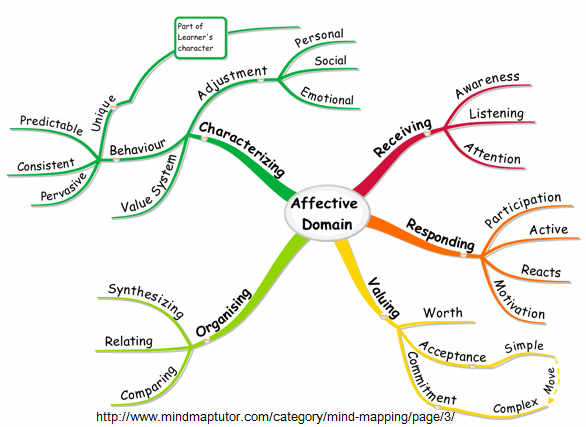 Affective
Domain
Receiving
Awareness
Listening
Attention
Responding
Participation
Active
Reacts
Motivation
Valuing
Worth
Acceptance
Simple
Move
Commitment
Complex
Organising
Synthesizing
Relating
Comparing
Characterizing
Adjustment
Personal
Social
Emotional
Behaviour
Unique
Part of
Learner's
character
Predictable
Consistent
Pervasive
Value System
http://www.mindmaptutor.com/category/mind-mapping/page/3/